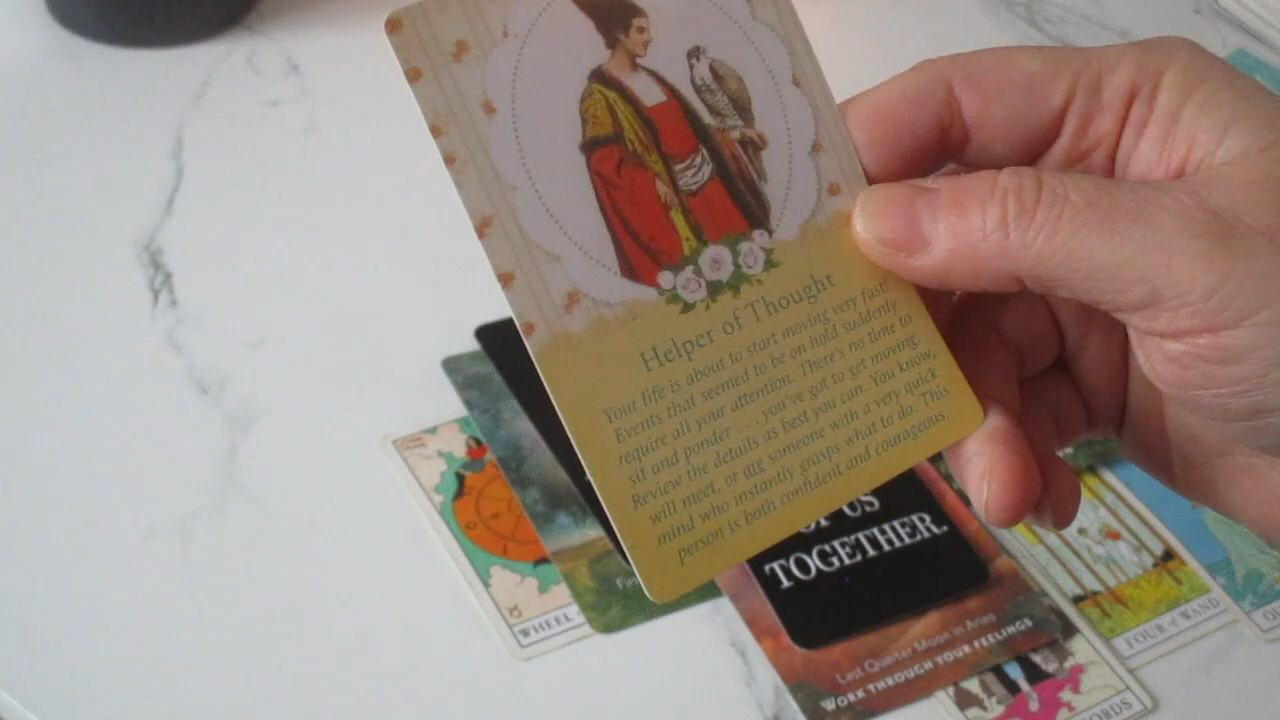 Helper of Thought
Your life is about to start moving very fast!
Events that seemed to be on hold suddenly
require all your attention. There's no time to
sit and ponder . . . you've got to get moving.
Review the details as best you can. You know,
will meet, or are someone with a very quick
mind who instantly grasps what to do. This
person is both confident and courageous.
OF US
TOGETHER.
Last Quarter Moon in Aries
WORK THROUGH YOUR FEELINGS
WHEEL
FOUR of WAND